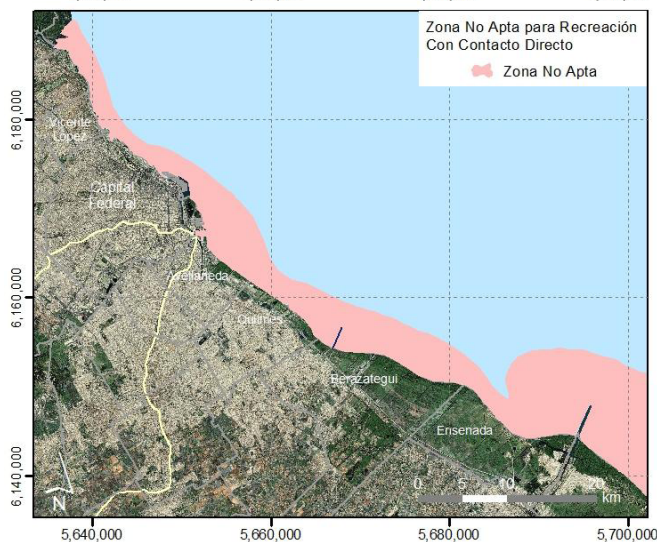 Zona No Apta para Recreación
Con Contacto Directo
Zona No Apta
6,180,000
6,160,000
6,140,000
Vicente
López
Capital
Federal
Avellaneda
Quilmes
Berazategui
Ensenada
N
0 5 10 20
km
5,640,000 5,660,000 5,680,000 5,700,000